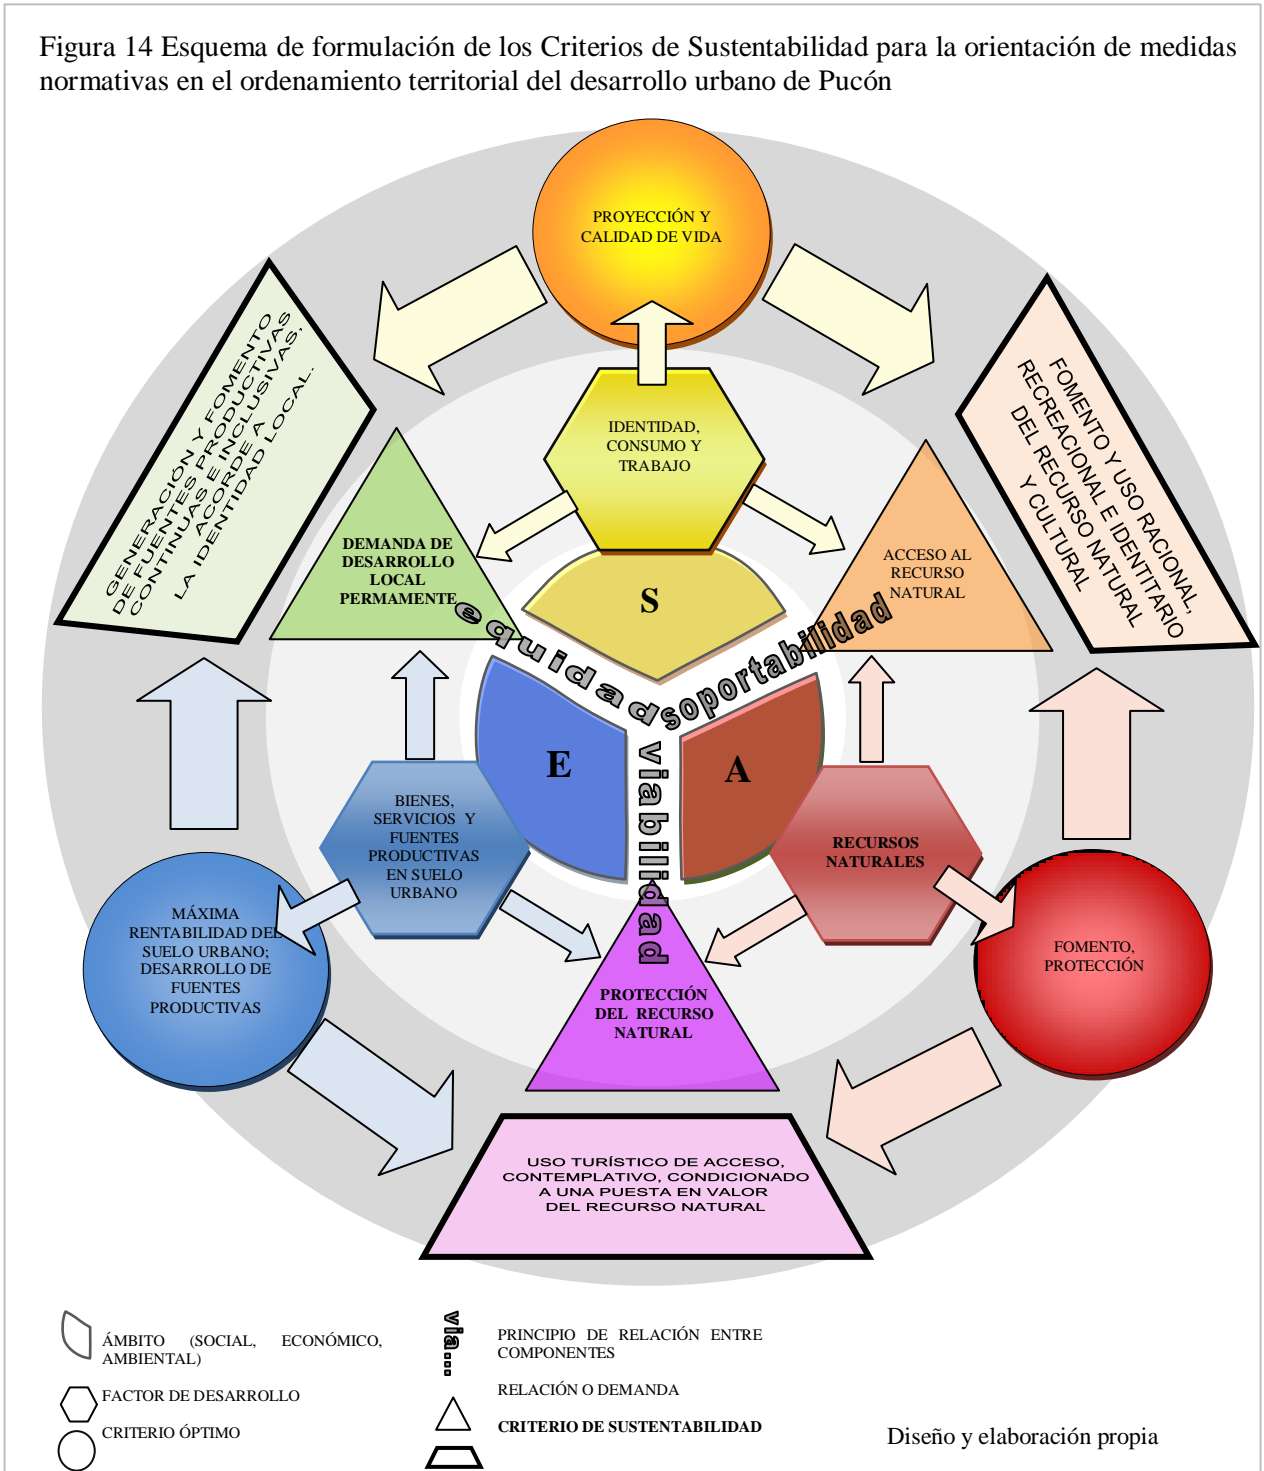 Figura 14 Esquema de formulación de los Criterios de Sustentabilidad para la orientación de medidas
normativas en el ordenamiento territorial del desarrollo urbano de Pucón
PROYECCIÓN Y
CALIDAD DE VIDA
GENERACIÓN Y FOMENTO
DE FUENTES PRODUCTIVAS
CONTINUAS E INCLUSIVAS,
ACORDE A
LA IDENTIDAD LOCAL.
FOMENTO Y USO RACIONAL,
RECREACIONAL E IDENTITARIO
DEL RECURSO NATURAL
Y CULTURAL
IDENTIDAD,
CONSUMO Y
TRABAJO
DEMANDA DE
DESARROLLO
LOCAL
PERMAMENTE
ACCESO AL
RECURSO
NATURAL
S
equidad
soportabilidad
viabilidad
E
A
BIENES,
SERVICIOS Y
FUENTES
PRODUCTIVAS
EN SUELO
URBANO
RECURSOS
NATURALES
MÁXIMA
RENTABILIDAD DEL
SUELO URBANO;
DESARROLLO DE
FUENTES
PRODUCTIVAS
FOMENTO,
PROTECCIÓN
PROTECCIÓN
DEL RECURSO
NATURAL
USO TURÍSTICO DE ACCESO,
CONTEMPLATIVO, CONDICIONADO
A UNA PUESTA EN VALOR
DEL RECURSO NATURAL
ÁMBITO (SOCIAL, ECONÓMICO,
AMBIENTAL)
FACTOR DE DESARROLLO
CRITERIO ÓPTIMO
via...
PRINCIPIO DE RELACIÓN ENTRE
COMPONENTES
RELACIÓN O DEMANDA
CRITERIO DE SUSTENTABILIDAD
Diseño y elaboración propia